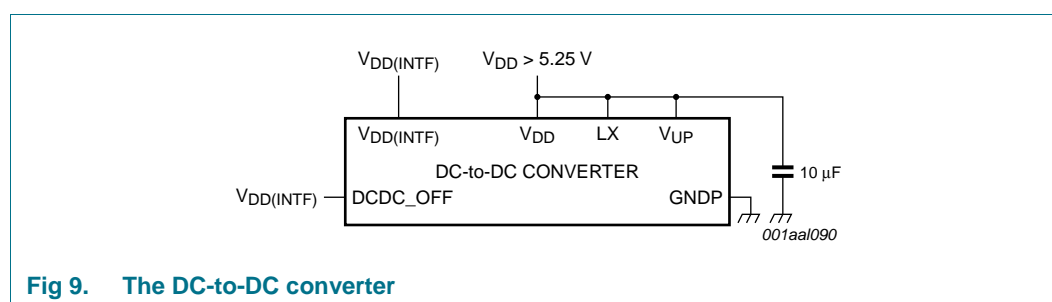 VDD(INTF) VDD > 5.25 V
VDD(INTF) VDD LX VUP
DC-to-DC CONVERTER
10 μF
VDD(INTF) DCDC_OFF GNDP
001aal090
Fig 9. The DC-to-DC converter